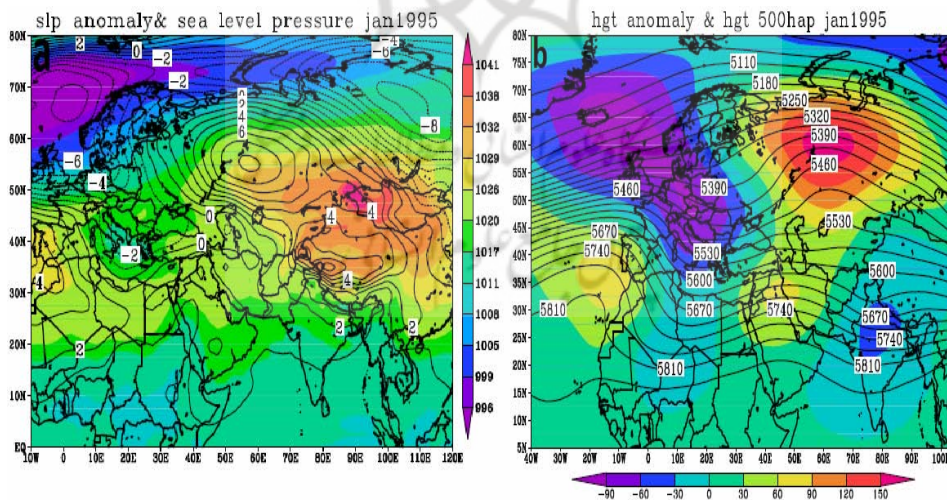 slp anomaly& sea level pressure jan1995
a
80N
70N
60N
50N
40N
30N
20N
10N
EQ
10W 0 10E 20E 30E 40E 50E 60E 70E 80E 90E 100E 110E 120E
2 0 -2 -4
-6
-2
0
2
4
6
-8
-6
-4
0 4 4
0
-2
4 4
2
2
2
1041
1038
1032
1029
1026
1020
1017
1011
1008
1005
999
996
hgt anomaly & hgt 500hap jan1995
b
80N
75N
70N
65N
60N
55N
50N
45N
40N
35N
30N
25N
20N
15N
10N
5N
40W 30W 20W 10W 0 10E 20E 30E 40E 50E 60E 70E 80E 90E 100E
5110
5180
5250
5320
5390
5460
5460 5390
5530
5670
5740 5530
5600 5600
5810 5670 5740 5670
5740
5810 5810
-90 -60 -30 0 30 60 90 120 150